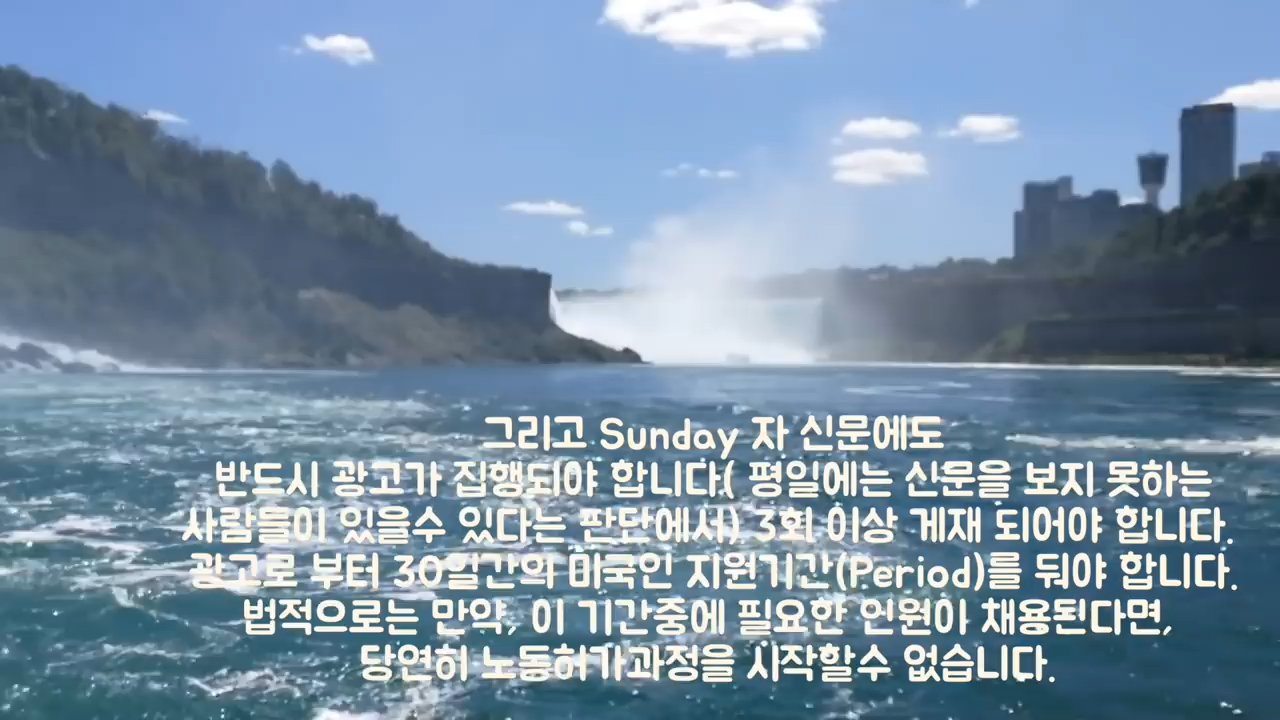 그리고 Sunday 자 신문에도
반드시 광고가 집행되야 합니다( 평일에는 신문을 보지 못하는
사람들이 있을수 있다는 판단에서) 3회 이상 게재 되어야 합니다.
광고로 부터 30일간의 미국인 지원기간(Period)를 둬야 합니다.
법적으로는 만약, 이 기간중에 필요한 인원이 채용된다면,
당연히 노동허가과정을 시작할수 없습니다.